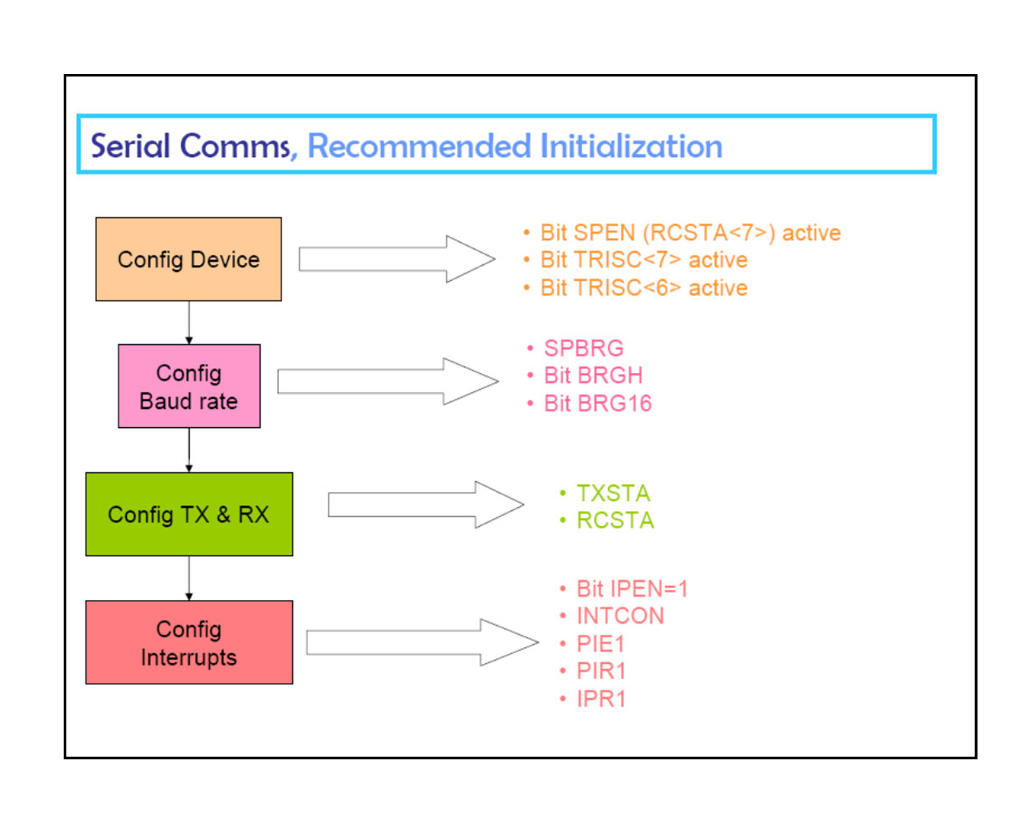 Serial Comms, Recommended Initialization
Config Device
• Bit SPEN (RCSTA<7>) active
• Bit TRISC<7> active
• Bit TRISC<6> active
Config
Baud rate
• SPBRG
• Bit BRGH
• Bit BRG16
Config TX & RX
• TXSTA
• RCSTA
Config
Interrupts
• Bit IPEN=1
• INTCON
• PIE1
• PIR1
• IPR1